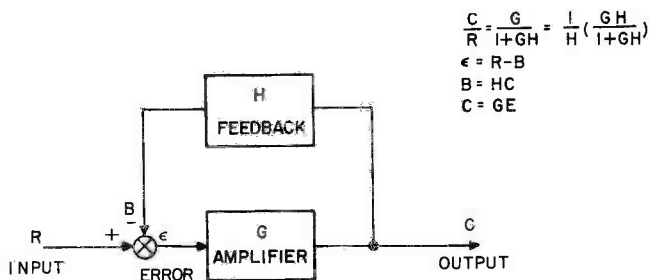 C/R = G/1+GH = 1/H (GH/1+GH)
ϵ = R-B
B = HC
C = GE
H
FEEDBACK
B
-
R
+
ϵ
G
C
INPUT
ERROR
AMPLIFIER
OUTPUT